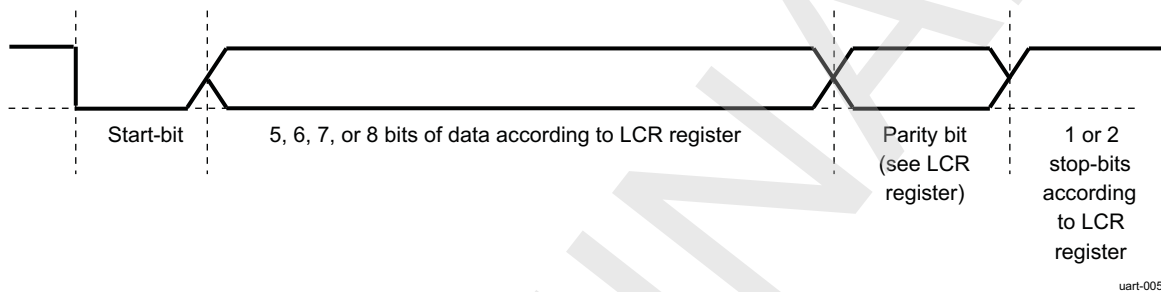 Start-bit
5, 6, 7, or 8 bits of data according to LCR register
Parity bit
(see LCR
register)
1 or 2
stop-bits
according
to LCR
register
uart-005